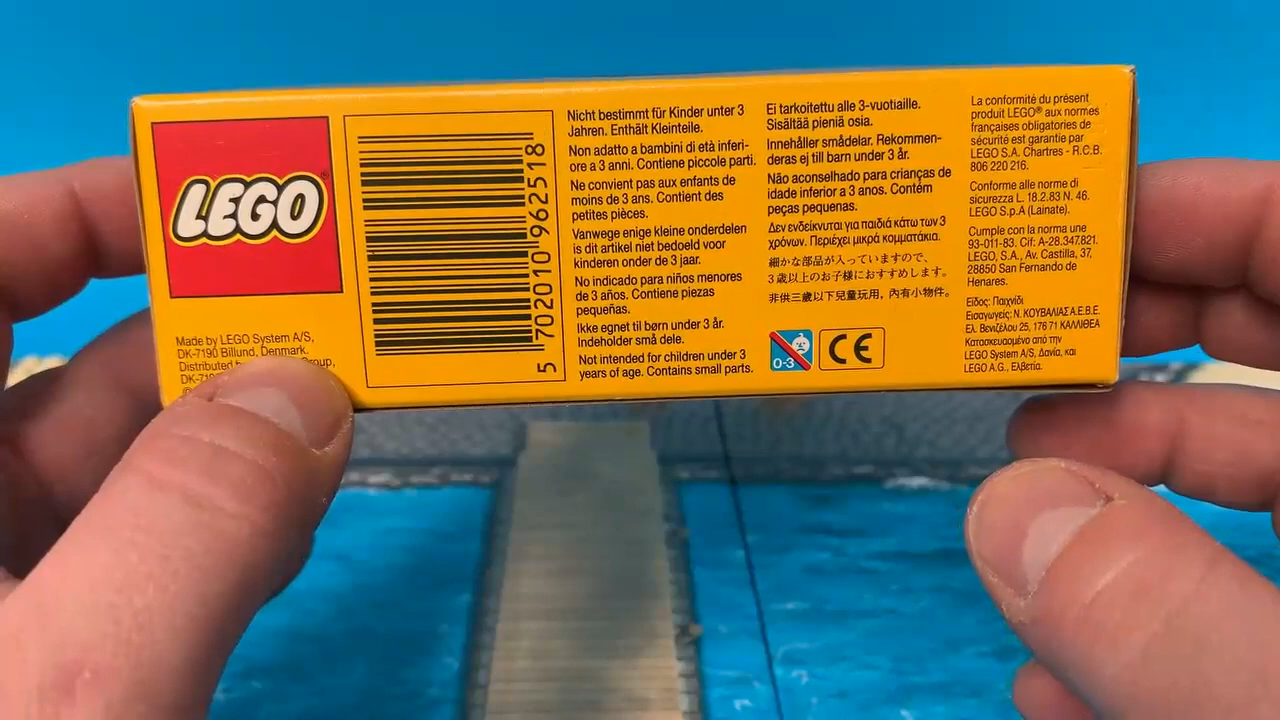 LEGO®
Made by LEGO System A/S,
DK-7190 Billund, Denmark.
Distributed
roup,
DK-719
5 702010 962518
Nicht bestimmt für Kinder unter 3
Jahren. Enthält Kleinteile.
Non adatto a bambini di età inferi-
ore a 3 anni. Contiene piccole parti.
Ne convient pas aux enfants de
moins de 3 ans. Contient des
petites pièces.
Vanwege enige kleine onderdelen
is dit artikel niet bedoeld voor
kinderen onder de 3 jaar.
No indicado para niños menores
de 3 años. Contiene piezas
pequeñas.
Ikke egnet til børn under 3 år.
Indeholder små dele.
Not intended for children under 3
years of age. Contains small parts.
Ei tarkoitettu alle 3-vuotiaille.
Sisältää pieniä osia.
Innehåller smådelar. Rekommen-
deras ej till barn under 3 år.
Não aconselhado para crianças de
idade inferior a 3 anos. Contém
peças pequenas.
Δεν ενδείκνυται για παιδιά κάτω των 3
χρόνων. Περιέχει μικρά κομματάκια.
細かな部品が入っていますので、
3歳以上のお子様におすすめします。
非供三歲以下兒童玩用，內有小物件。
0-3
CE
La conformité du présent
produit LEGO® aux normes
françaises obligatoires de
sécurité est garantie par
LEGO S.A. Chartres - R.C.B.
806 220 216.
Conforme alle norme di
sicurezza L. 18.2.83 N. 46.
LEGO S.p.A (Lainate).
Cumple con la norma une
93-011-83. Cif: A-28.347.821.
LEGO, S.A., Av. Castilla, 37,
28850 San Fernando de
Henares.
Είδος: Παιχνίδι
Εισαγωγείς: Ν. ΚΟΥΒΑΛΙΑΣ Α.Ε.Β.Ε.
Ελ. Βενιζέλου 25, 176 71 ΚΑΛΛΙΘΕΑ
Κατασκευασμένο από την
LEGO System A/S, Δανία, και
LEGO A.G., Ελβετία.